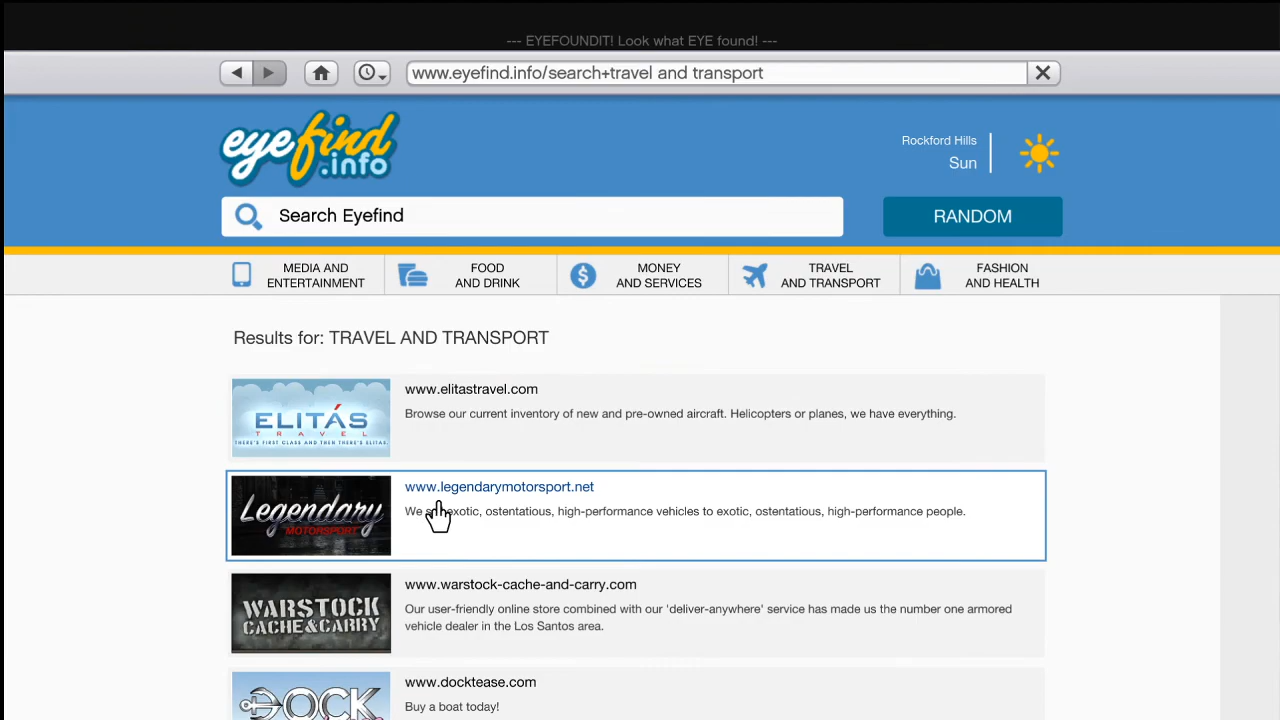 --- EYEFOUNDIT! Look what EYE found! ---
www.eyefind.info/search+travel and transport
eyefind
.info
Rockford Hills
Sun
Search Eyefind
RANDOM
MEDIA AND
ENTERTAINMENT
FOOD
AND DRINK
MONEY
AND SERVICES
TRAVEL
AND TRANSPORT
FASHION
AND HEALTH
Results for: TRAVEL AND TRANSPORT
ELITÁS
TRAVEL
THERE'S FIRST CLASS AND THEN THERE'S ELITAS.
www.elitastravel.com
Browse our current inventory of new and pre-owned aircraft. Helicopters or planes, we have everything.
Legendary
MOTORSPORT
www.legendarymotorsport.net
We exotic, ostentatious, high-performance vehicles to exotic, ostentatious, high-performance people.
WARSTOCK
CACHE&CARRY
www.warstock-cache-and-carry.com
Our user-friendly online store combined with our 'deliver-anywhere' service has made us the number one armored
vehicle dealer in the Los Santos area.
DOCK
www.docktease.com
Buy a boat today!